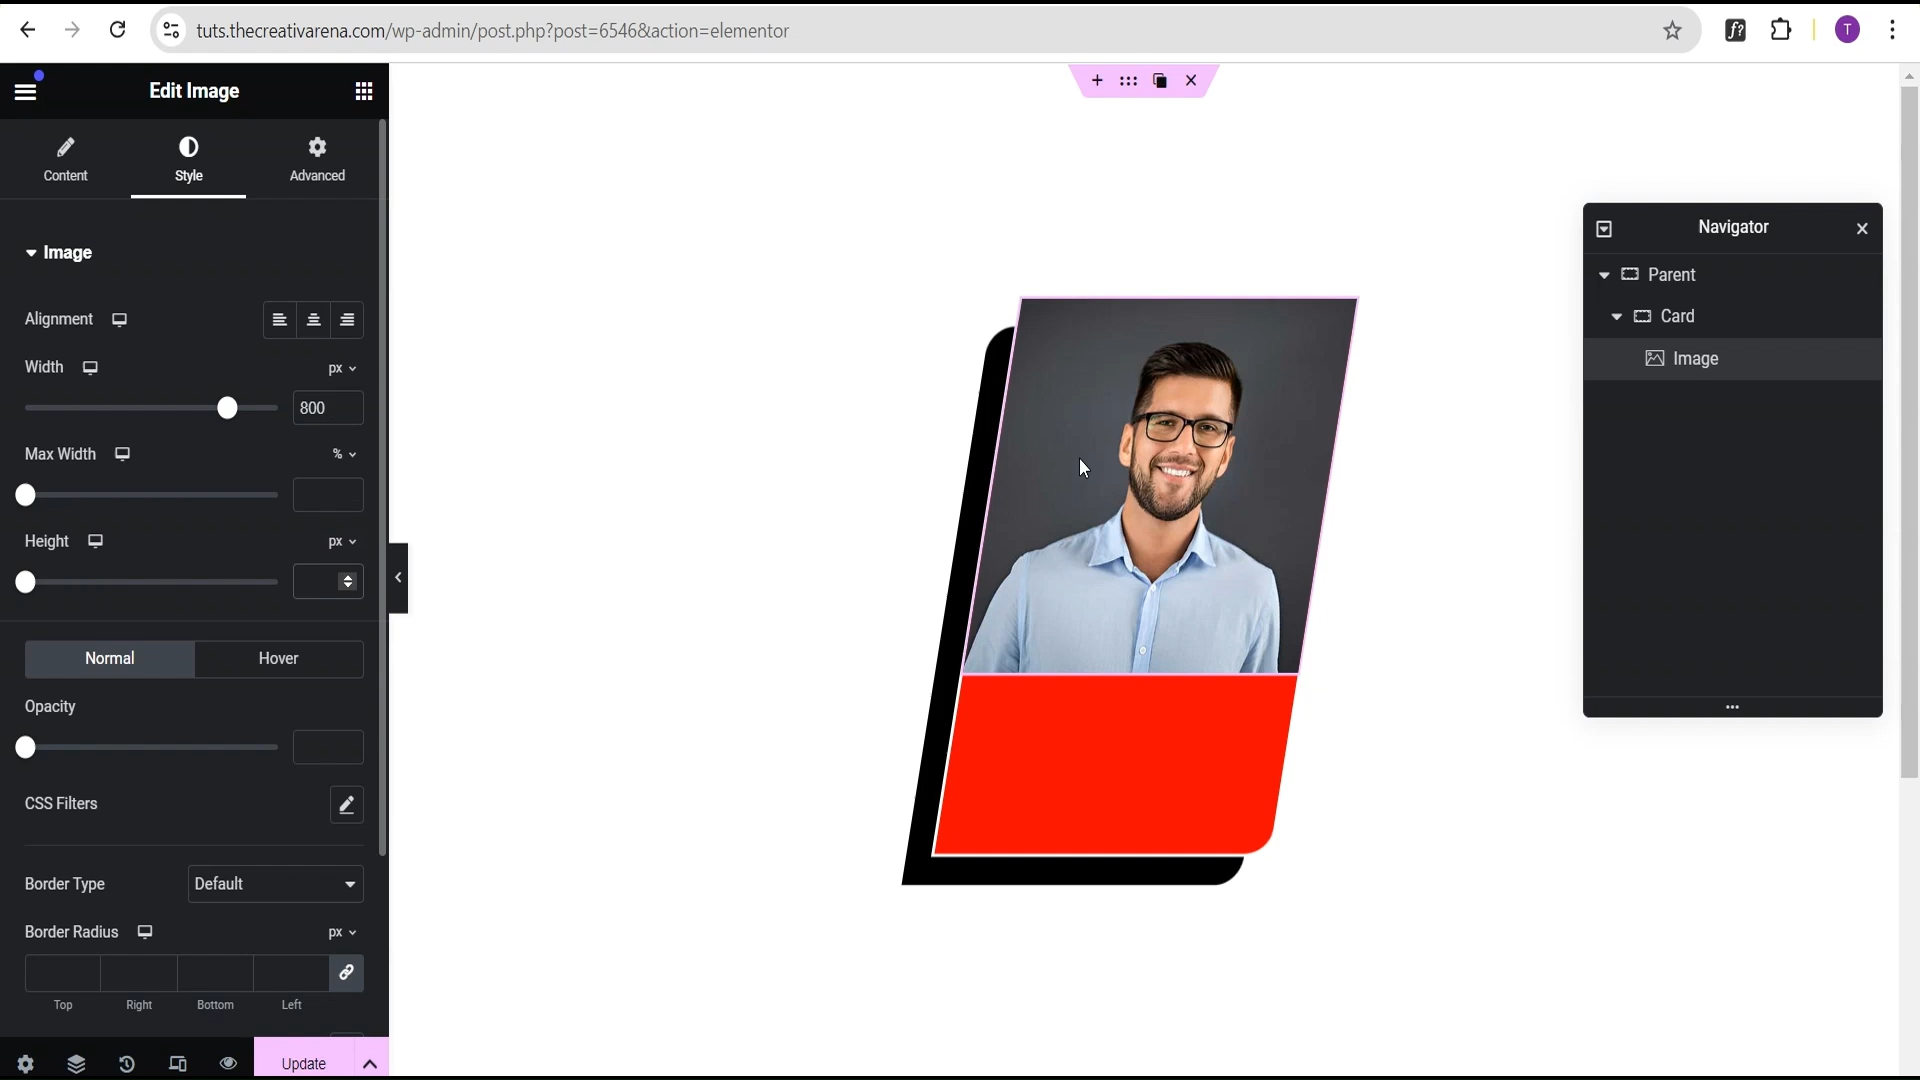 tuts.thecreativarena.com/wp-admin/post.php?post=6546&action=elementor
f?
T
Edit Image
Content
Style
Advanced
Image
Alignment
Width
px
800
Max Width
%
Height
px
Normal
Hover
Opacity
CSS Filters
Border Type
Default
Border Radius
px
Top
Right
Bottom
Left
Update
Navigator
Parent
Card
Image